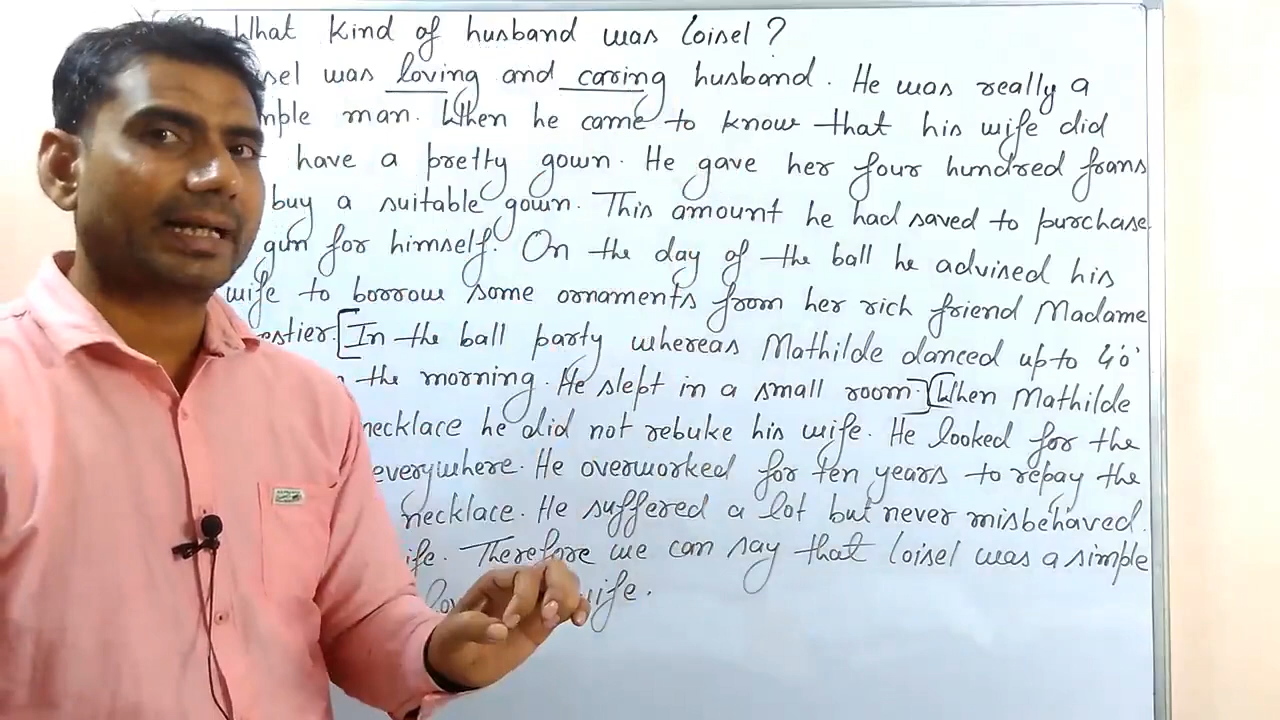 What kind of husband was Loisel ?
isel was loving and caring husband. He was really a
mple man. When he came to know that his wife did
have a pretty gown. He gave her four hundred frans
buy a suitable gown. This amount he had saved to purchase
gun for himself. On the day of the ball he advised his
wife to borrow some ornaments from her rich friend Madame
estier. [In the ball party whereas Mathilde danced up to 4'o'
the morning. He slept in a small room.] [When Mathilde
necklace he did not rebuke his wife. He looked for the
everywhere. He overworked for ten years to repay the
necklace. He suffered a lot but never misbehaved.
ife. Therefore we can say that Loisel was a simple
wife.